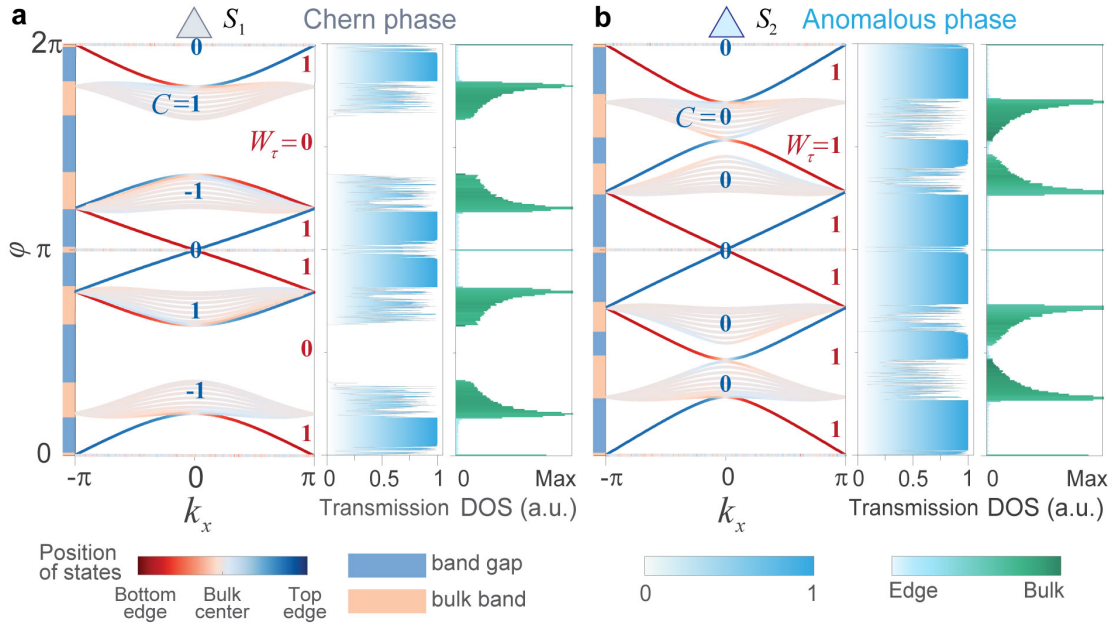 a S₁ Chern phase
2π
0
1
C=1
Wτ=0
-1
1
φ π
0
1
1
0
-1
1
0
-π 0 π
kx
0 0.5 1
Transmission
Max
DOS (a.u.)
b S₂ Anomalous phase
0
1
C=0
Wτ=1
0
1
0
1
0
1
0
1
-π 0 π
kx
0 0.5 1
Transmission
Max
DOS (a.u.)
Position
of states
Bottom
edge
Bulk
center
Top
edge
band gap
bulk band
0 1
Edge Bulk